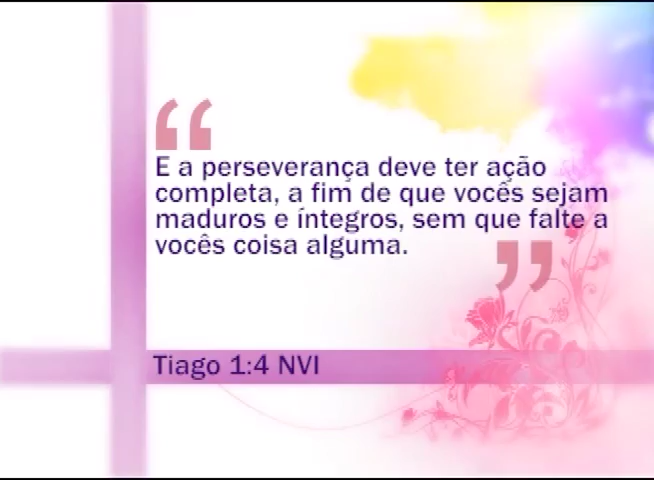 “
E a perseverança deve ter ação
completa, a fim de que vocês sejam
maduros e íntegros, sem que falte a
vocês coisa alguma.
”
Tiago 1:4 NVI